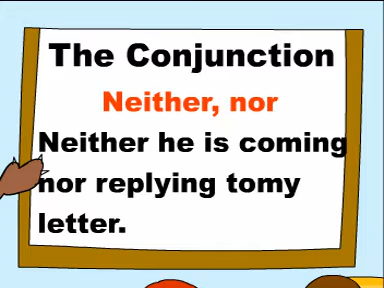 The Conjunction
Neither, nor
Neither he is coming
nor replying tomy
letter.